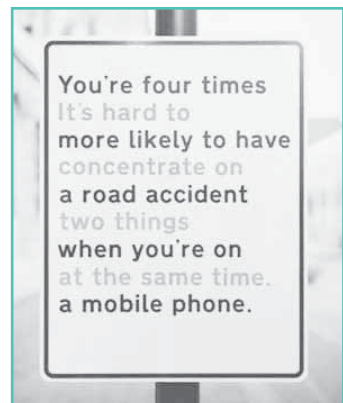 You're four times
It's hard to
more likely to have
concentrate on
a road accident
two things
when you're on
at the same time.
a mobile phone.